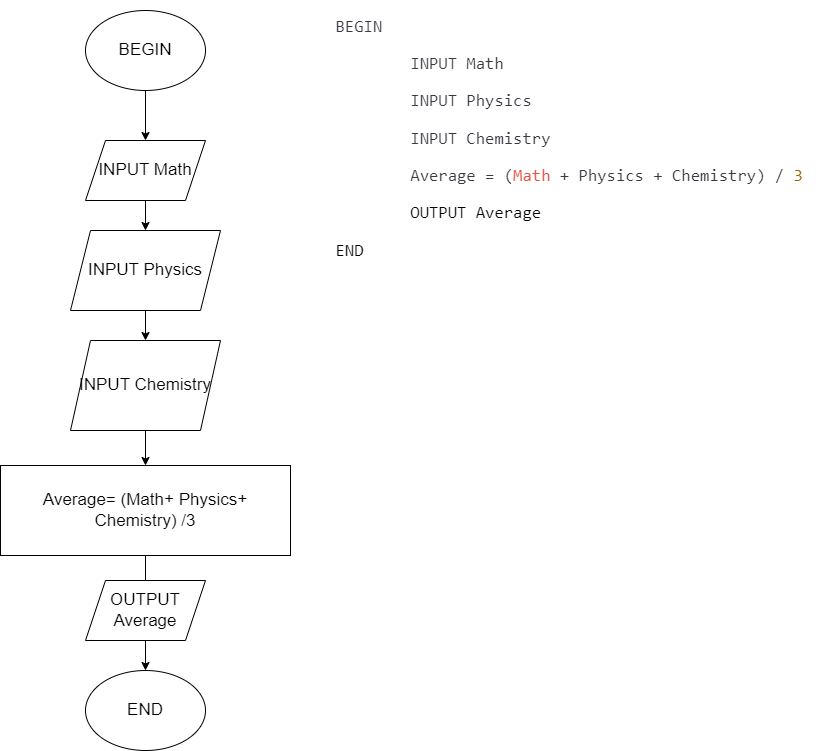 BEGIN
INPUT Math
INPUT Physics
INPUT Chemistry
Average= (Math+ Physics+
Chemistry) /3
OUTPUT
Average
END
BEGIN
INPUT Math
INPUT Physics
INPUT Chemistry
Average = (Math + Physics + Chemistry) / 3
OUTPUT Average
END